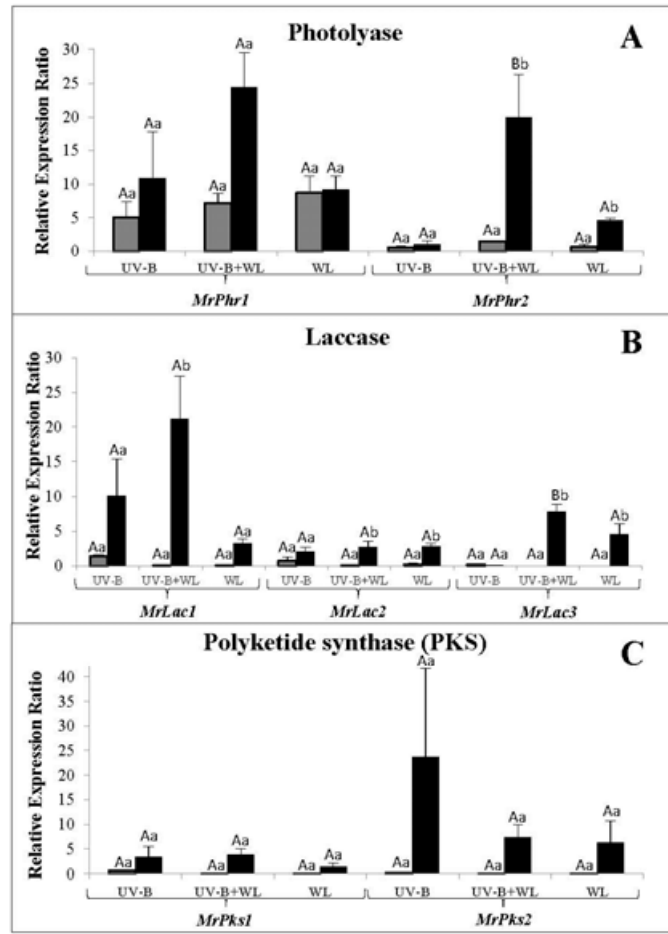 Photolyase
A
Relative Expression Ratio
30
25
20
15
10
5
0
Aa Aa Aa Aa Aa Aa Aa Aa Aa Bb Aa Ab
UV-B UV-B+WL WL UV-B UV-B+WL WL
MrPhr1 MrPhr2
Laccase
B
Relative Expression Ratio
30
25
20
15
10
5
0
Aa Aa Aa Ab Aa Aa Aa Aa Aa Ab Aa Ab Aa Aa Aa Bb Aa Ab
UV-B UV-B+WL WL UV-B UV-B+WL WL UV-B UV-B+WL WL
MrLac1 MrLac2 MrLac3
Polyketide synthase (PKS)
C
Relative Expression Ratio
40
35
30
25
20
15
10
5
0
Aa Aa Aa Aa Aa Aa Aa Aa Aa Aa Aa Aa
UV-B UV-B+WL WL UV-B UV-B+WL WL
MrPks1 MrPks2